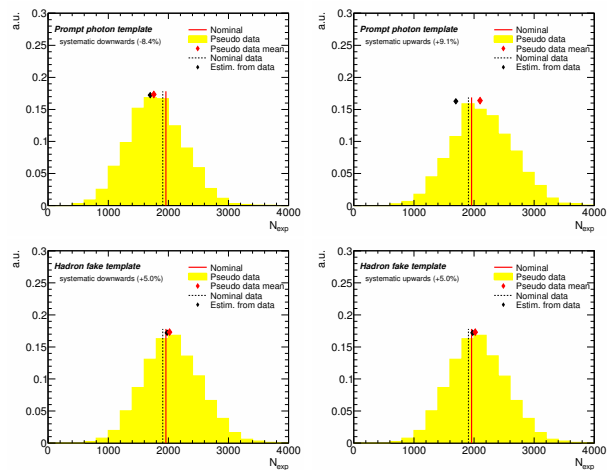 a.u.
0.3
0.25
0.2
0.15
0.1
0.05
0
0 1000 2000 3000 4000
N_exp
Prompt photon template
systematic downwards (-8.4%)
Nominal
Pseudo data
Pseudo data mean
Nominal data
Estim. from data
a.u.
0.3
0.25
0.2
0.15
0.1
0.05
0
0 1000 2000 3000 4000
N_exp
Prompt photon template
systematic upwards (+9.1%)
Nominal
Pseudo data
Pseudo data mean
Nominal data
Estim. from data
a.u.
0.3
0.25
0.2
0.15
0.1
0.05
0
0 1000 2000 3000 4000
N_exp
Hadron fake template
systematic downwards (+5.0%)
Nominal
Pseudo data
Pseudo data mean
Nominal data
Estim. from data
a.u.
0.3
0.25
0.2
0.15
0.1
0.05
0
0 1000 2000 3000 4000
N_exp
Hadron fake template
systematic upwards (+5.0%)
Nominal
Pseudo data
Pseudo data mean
Nominal data
Estim. from data